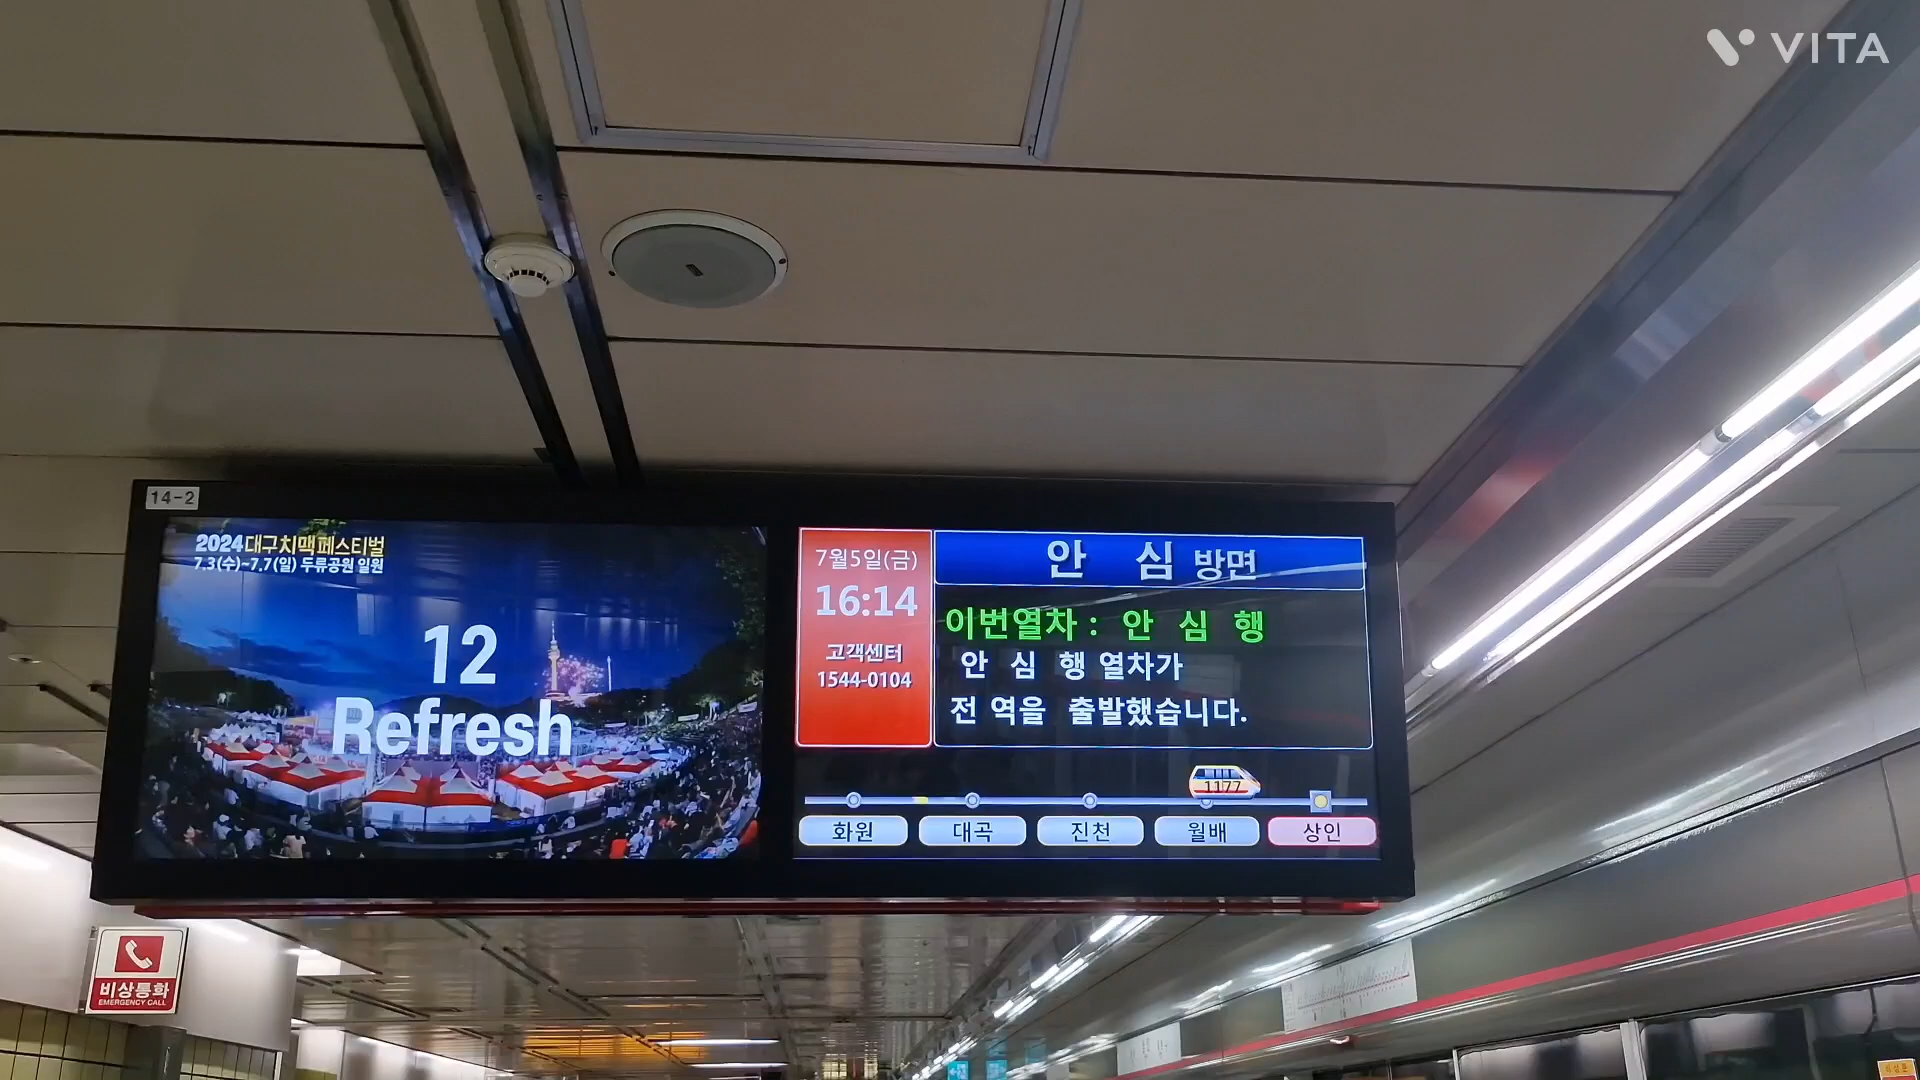 VITA
14-2
2024대구치맥페스티벌
7.3(수)~7.7(일) 두류공원 일원
12
Refresh
7월5일(금)
16:14
고객센터
1544-0104
안 심 방면
이번열차 : 안 심 행
안 심 행 열차가
전 역을 출발했습니다.
1177
화원
대곡
진천
월배
상인
비상통화
EMERGENCY CALL